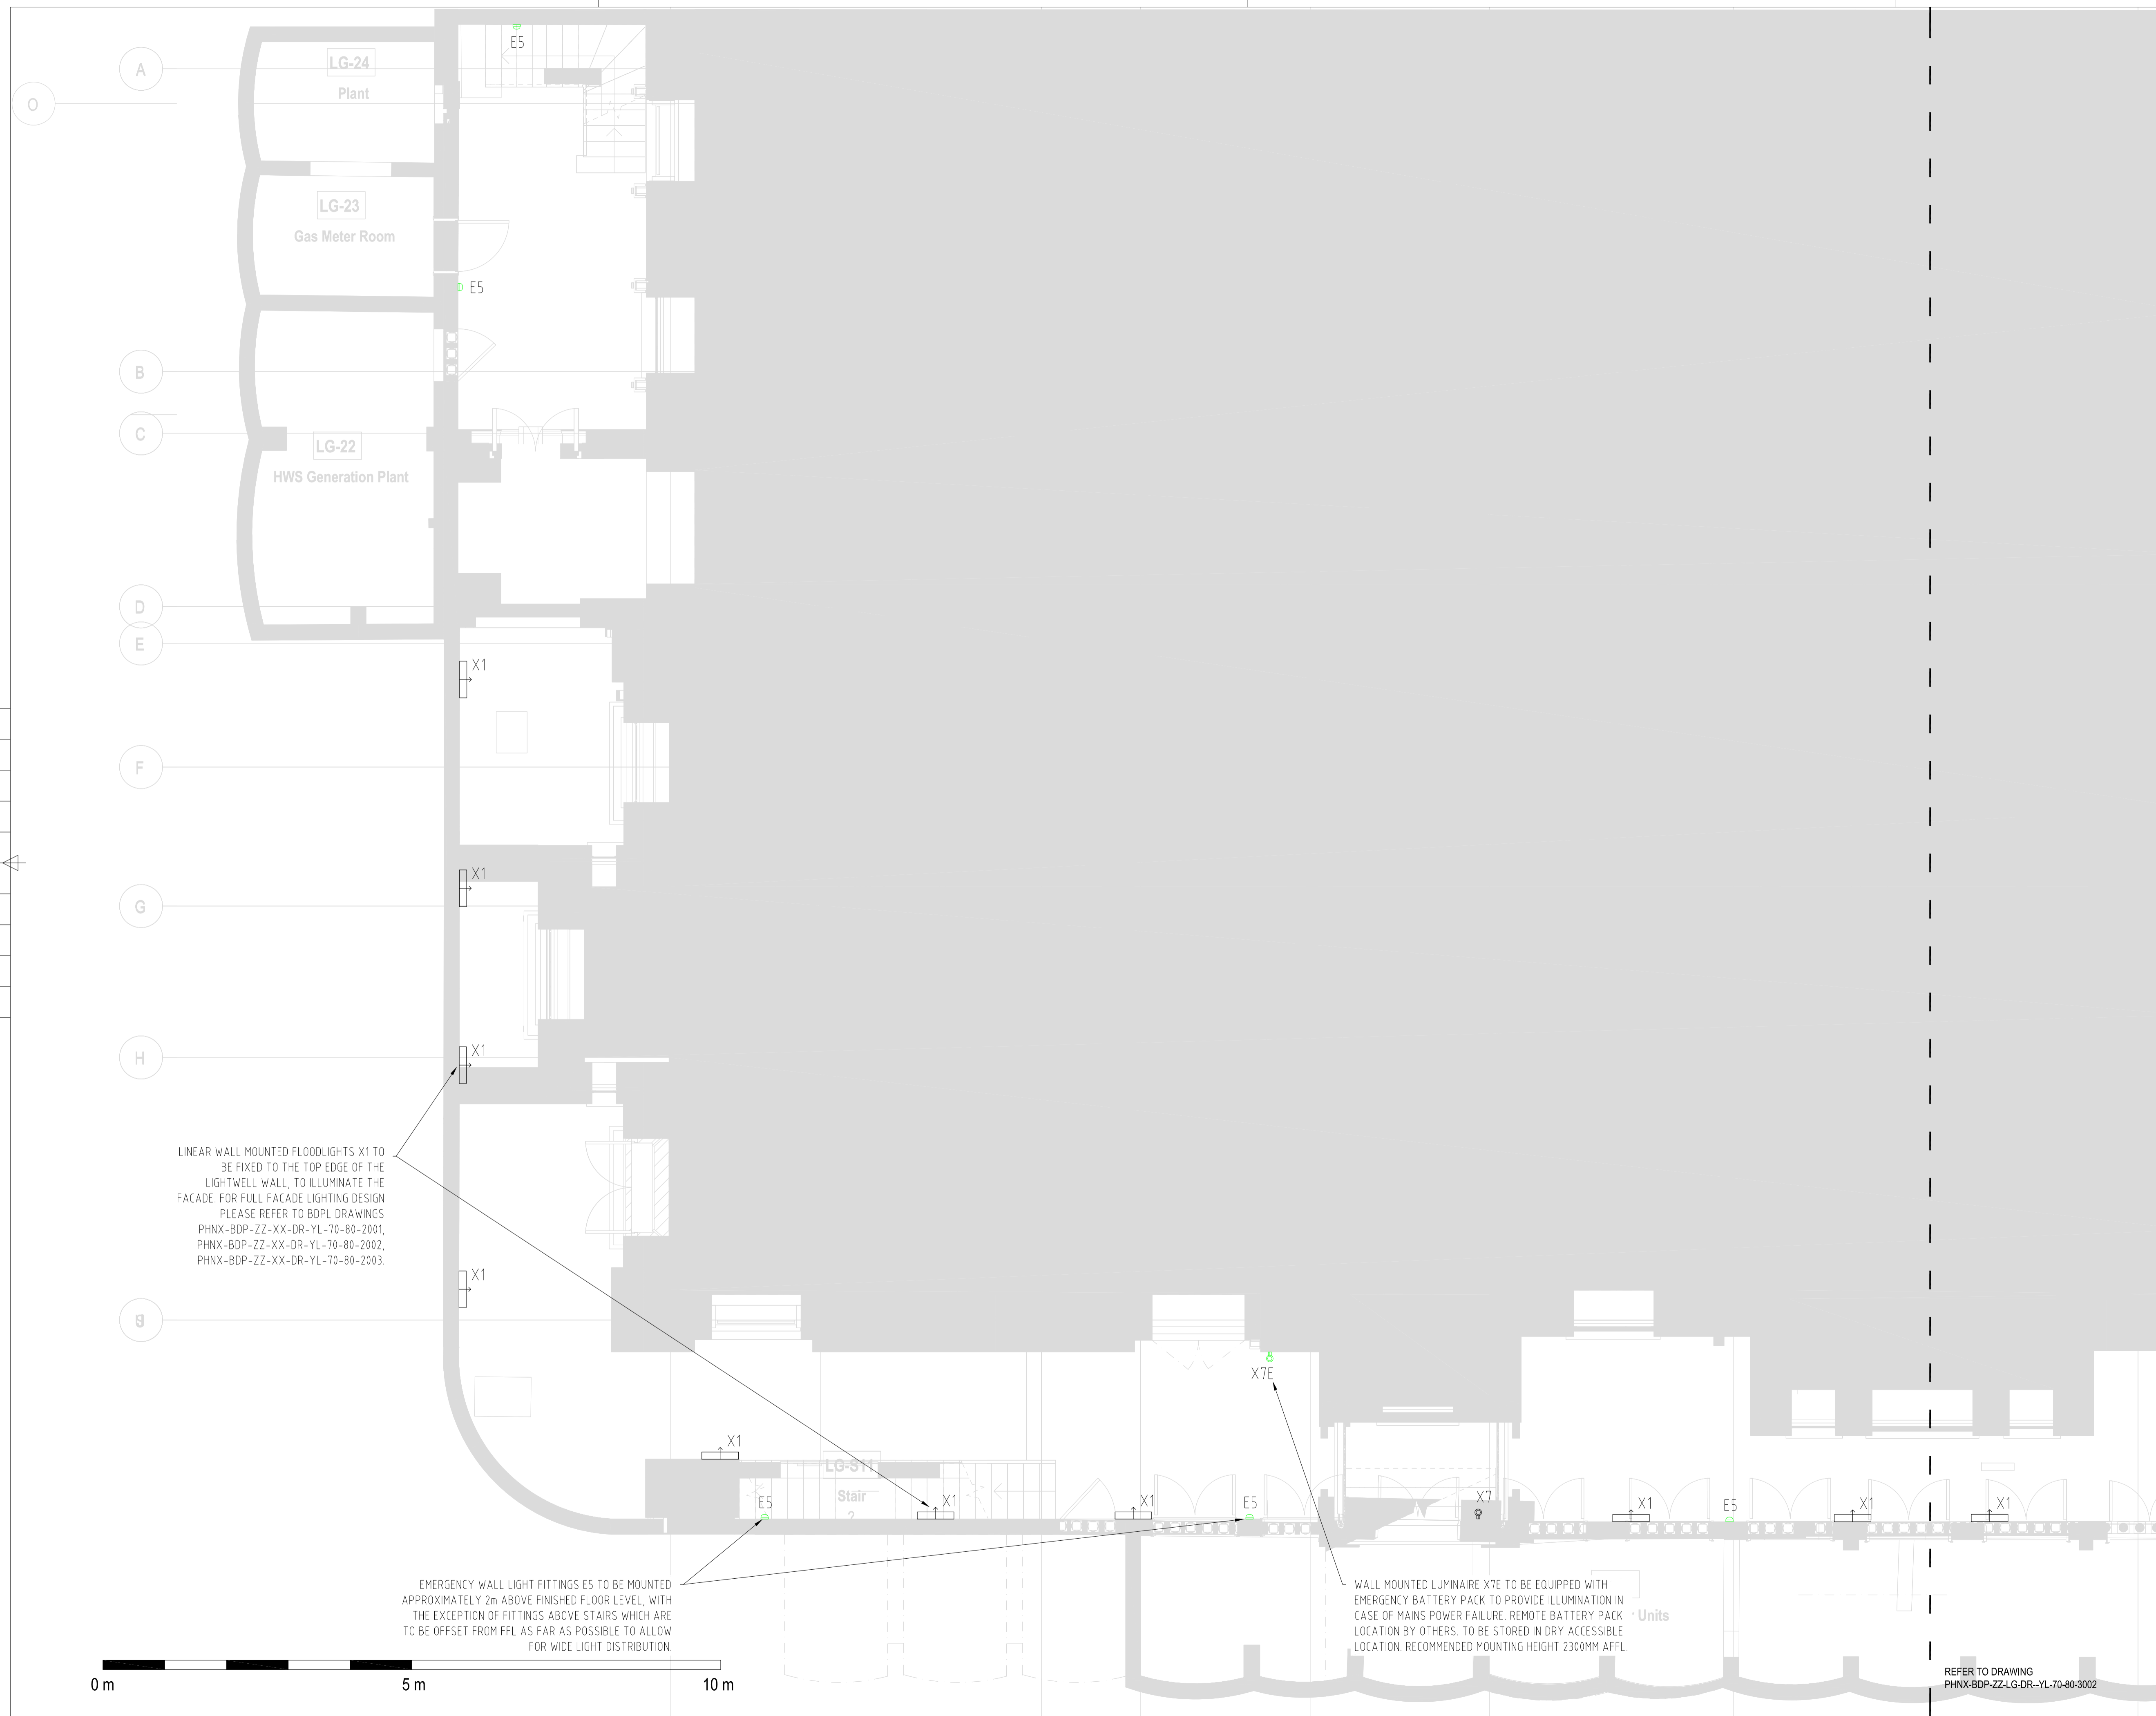 E5
A
LG-24
Plant
O
LG-23
Gas Meter Room
E5
B
C
LG-22
HWS Generation Plant
D
E
X1
F
X1
G
X1
H
LINEAR WALL MOUNTED FLOODLIGHTS X1 TO
BE FIXED TO THE TOP EDGE OF THE
LIGHTWELL WALL, TO ILLUMINATE THE
FACADE. FOR FULL FACADE LIGHTING DESIGN
PLEASE REFER TO BDPL DRAWINGS
PHNX-BDP-ZZ-XX-DR-YL-70-80-2001,
PHNX-BDP-ZZ-XX-DR-YL-70-80-2002,
PHNX-BDP-ZZ-XX-DR-YL-70-80-2003.
X1
X7E
X1
LG-S11
Stair
2
E5
X1
X1
E5
X7
X1
E5
X1
X1
EMERGENCY WALL LIGHT FITTINGS E5 TO BE MOUNTED
APPROXIMATELY 2m ABOVE FINISHED FLOOR LEVEL, WITH
THE EXCEPTION OF FITTINGS ABOVE STAIRS WHICH ARE
TO BE OFFSET FROM FFL AS FAR AS POSSIBLE TO ALLOW
FOR WIDE LIGHT DISTRIBUTION.
WALL MOUNTED LUMINAIRE X7E TO BE EQUIPPED WITH
EMERGENCY BATTERY PACK TO PROVIDE ILLUMINATION IN
CASE OF MAINS POWER FAILURE. REMOTE BATTERY PACK
LOCATION BY OTHERS. TO BE STORED IN DRY ACCESSIBLE
LOCATION. RECOMMENDED MOUNTING HEIGHT 2300MM AFFL.
Units
0 m
5 m
10 m
REFER TO DRAWING
PHNX-BDP-ZZ-LG-DR--YL-70-80-3002